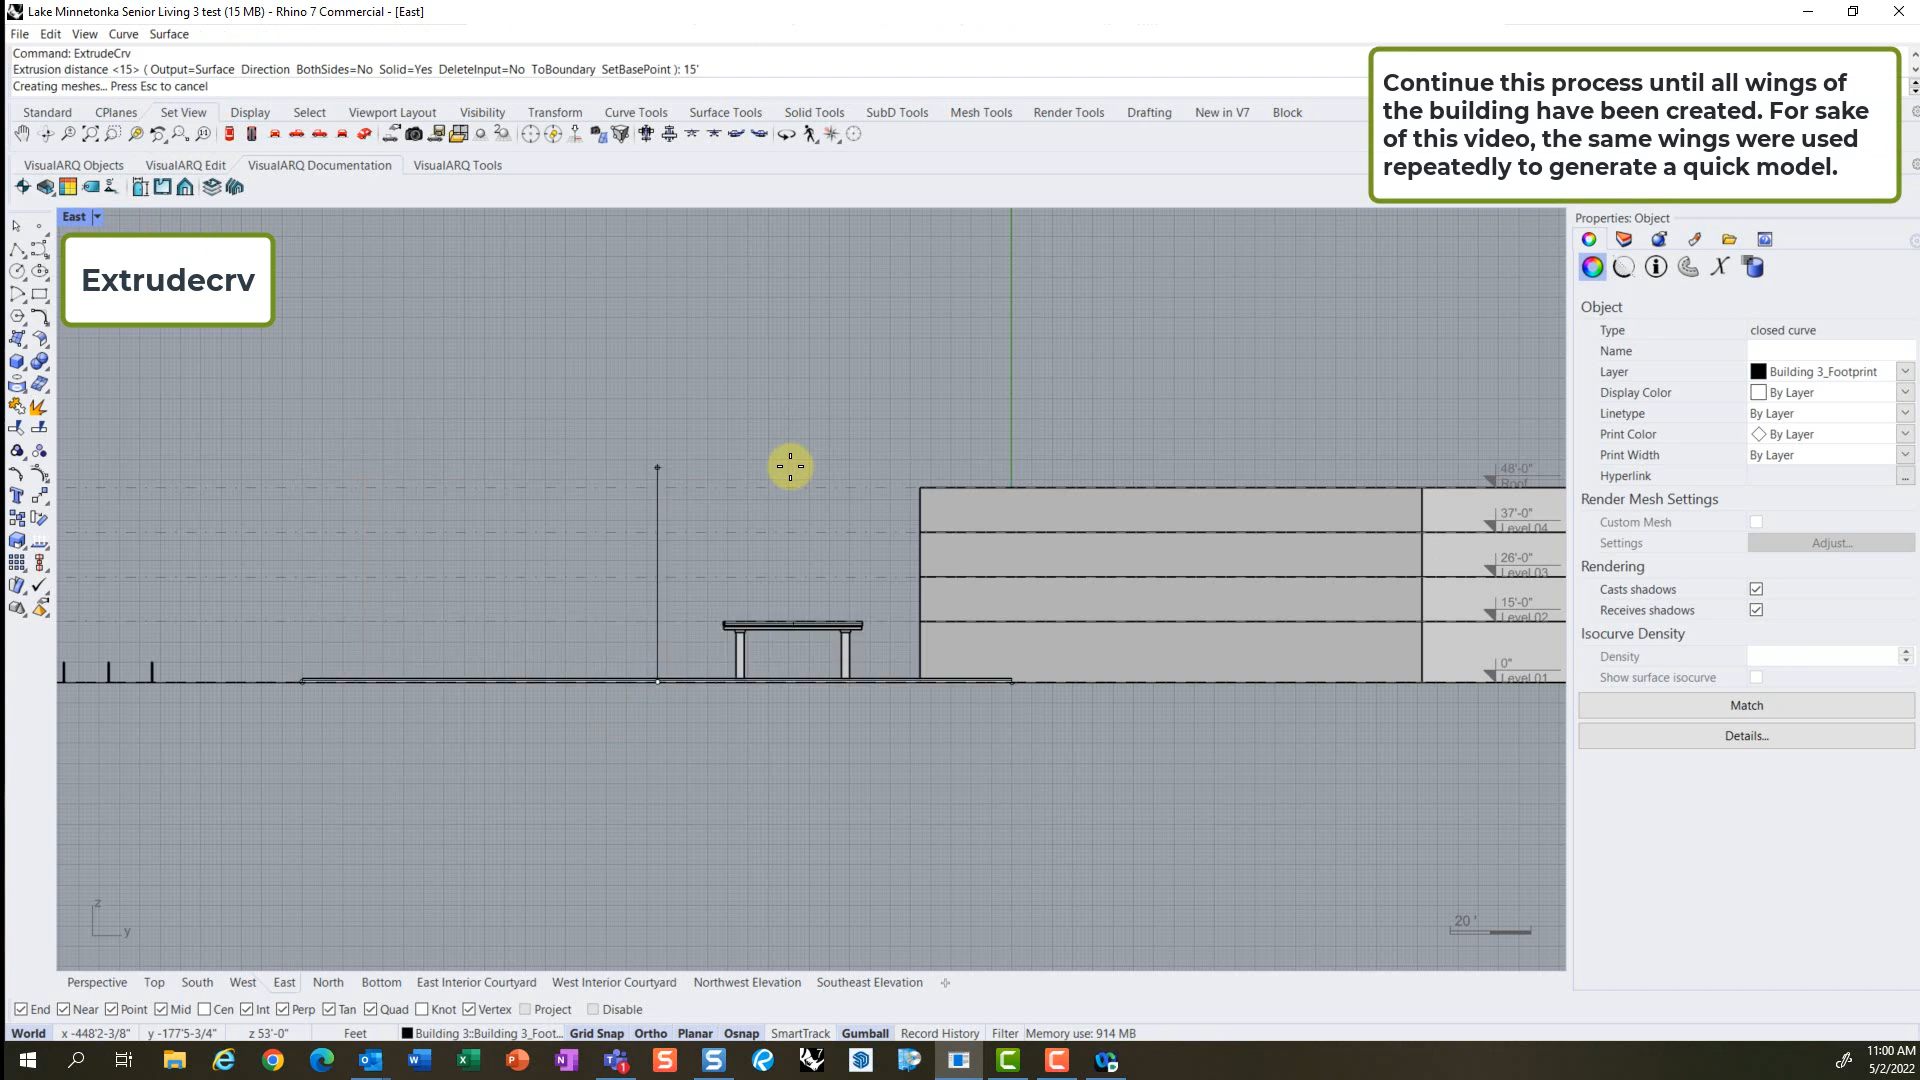 Lake Minnetonka Senior Living 3 test (15 MB) - Rhino 7 Commercial - [East]
File Edit View Curve Surface
Command: ExtrudeCrv
Extrusion distance <15> ( Output=Surface Direction BothSides=No Solid=Yes DeleteInput=No ToBoundary SetBasePoint ): 15'
Creating meshes... Press Esc to cancel
Continue this process until all wings of
the building have been created. For sake
of this video, the same wings were used
repeatedly to generate a quick model.
Standard CPlanes Set View Display Select Viewport Layout Visibility Transform Curve Tools Surface Tools Solid Tools SubD Tools Mesh Tools Render Tools Drafting New in V7 Block
VisualARQ Objects VisualARQ Edit VisualARQ Documentation VisualARQ Tools
East
Extrudecrv
48'-0"
Roof
37'-0"
Level 04
26'-0"
Level 03
15'-0"
Level 02
0"
Level 01
z
y
20 '
Properties: Object
Object
Type closed curve
Name
Layer Building 3_Footprint
Display Color By Layer
Linetype By Layer
Print Color By Layer
Print Width By Layer
Hyperlink ...
Render Mesh Settings
Custom Mesh
Settings Adjust...
Rendering
Casts shadows
Receives shadows
Isocurve Density
Density
Show surface isocurve
Match
Details...
Perspective Top South West East North Bottom East Interior Courtyard West Interior Courtyard Northwest Elevation Southeast Elevation
End Near Point Mid Cen Int Perp Tan Quad Knot Vertex Project Disable
World x -448'2-3/8" y -177'5-3/4" z 53'-0" Feet Building 3::Building 3_Foot... Grid Snap Ortho Planar Osnap SmartTrack Gumball Record History Filter Memory use: 914 MB
11:00 AM
5/2/2022